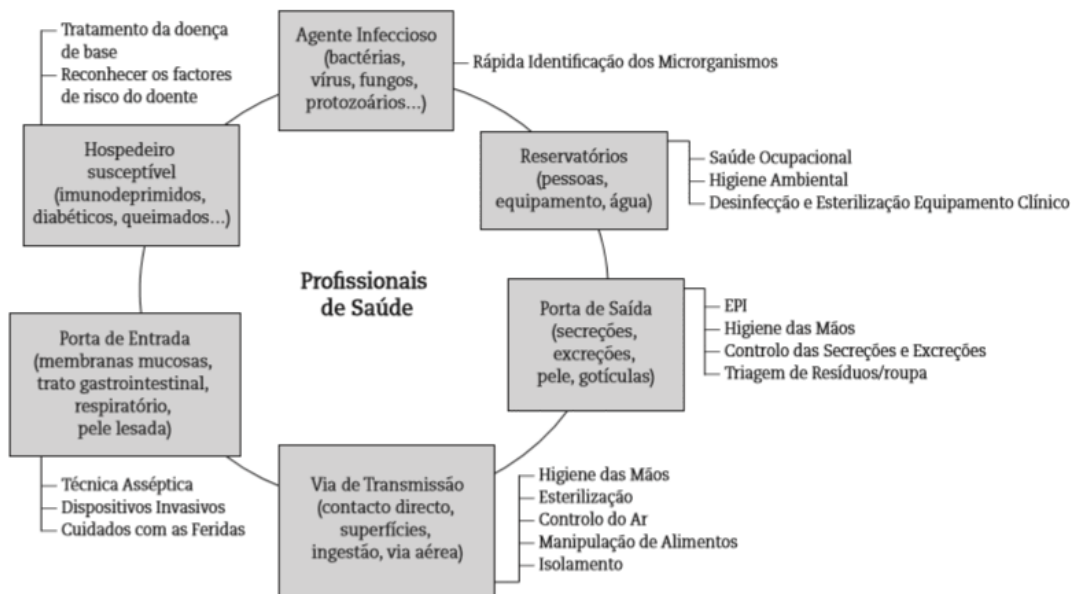 Tratamento da doença
de base
Reconhecer os factores
de risco do doente
Agente Infeccioso
(bactérias,
vírus, fungos,
protozoários...)
Rápida Identificação dos Microrganismos
Hospedeiro
susceptível
(imunodeprimidos,
diabéticos, queimados...)
Reservatórios
(pessoas,
equipamento, água)
Saúde Ocupacional
Higiene Ambiental
Desinfecção e Esterilização Equipamento Clínico
Profissionais
de Saúde
Porta de Saída
(secreções,
excreções,
pele, gotículas)
EPI
Higiene das Mãos
Controlo das Secreções e Excreções
Triagem de Resíduos/roupa
Porta de Entrada
(membranas mucosas,
trato gastrointestinal,
respiratório,
pele lesada)
Técnica Asséptica
Dispositivos Invasivos
Cuidados com as Feridas
Via de Transmissão
(contacto directo,
superfícies,
ingestão, via aérea)
Higiene das Mãos
Esterilização
Controlo do Ar
Manipulação de Alimentos
Isolamento